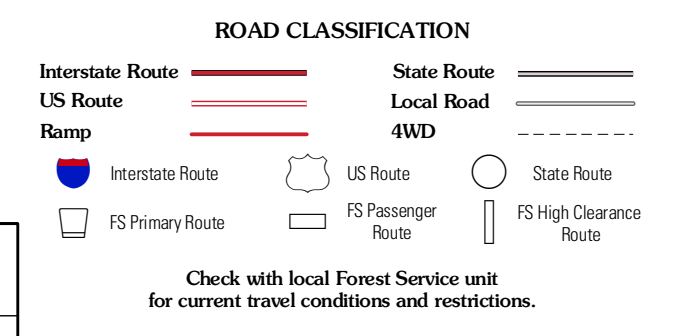 ROAD CLASSIFICATION
Interstate Route
State Route
US Route
Local Road
Ramp
4WD
Interstate Route
US Route
State Route
FS Primary Route
FS Passenger
Route
FS High Clearance
Route
Check with local Forest Service unit
for current travel conditions and restrictions.